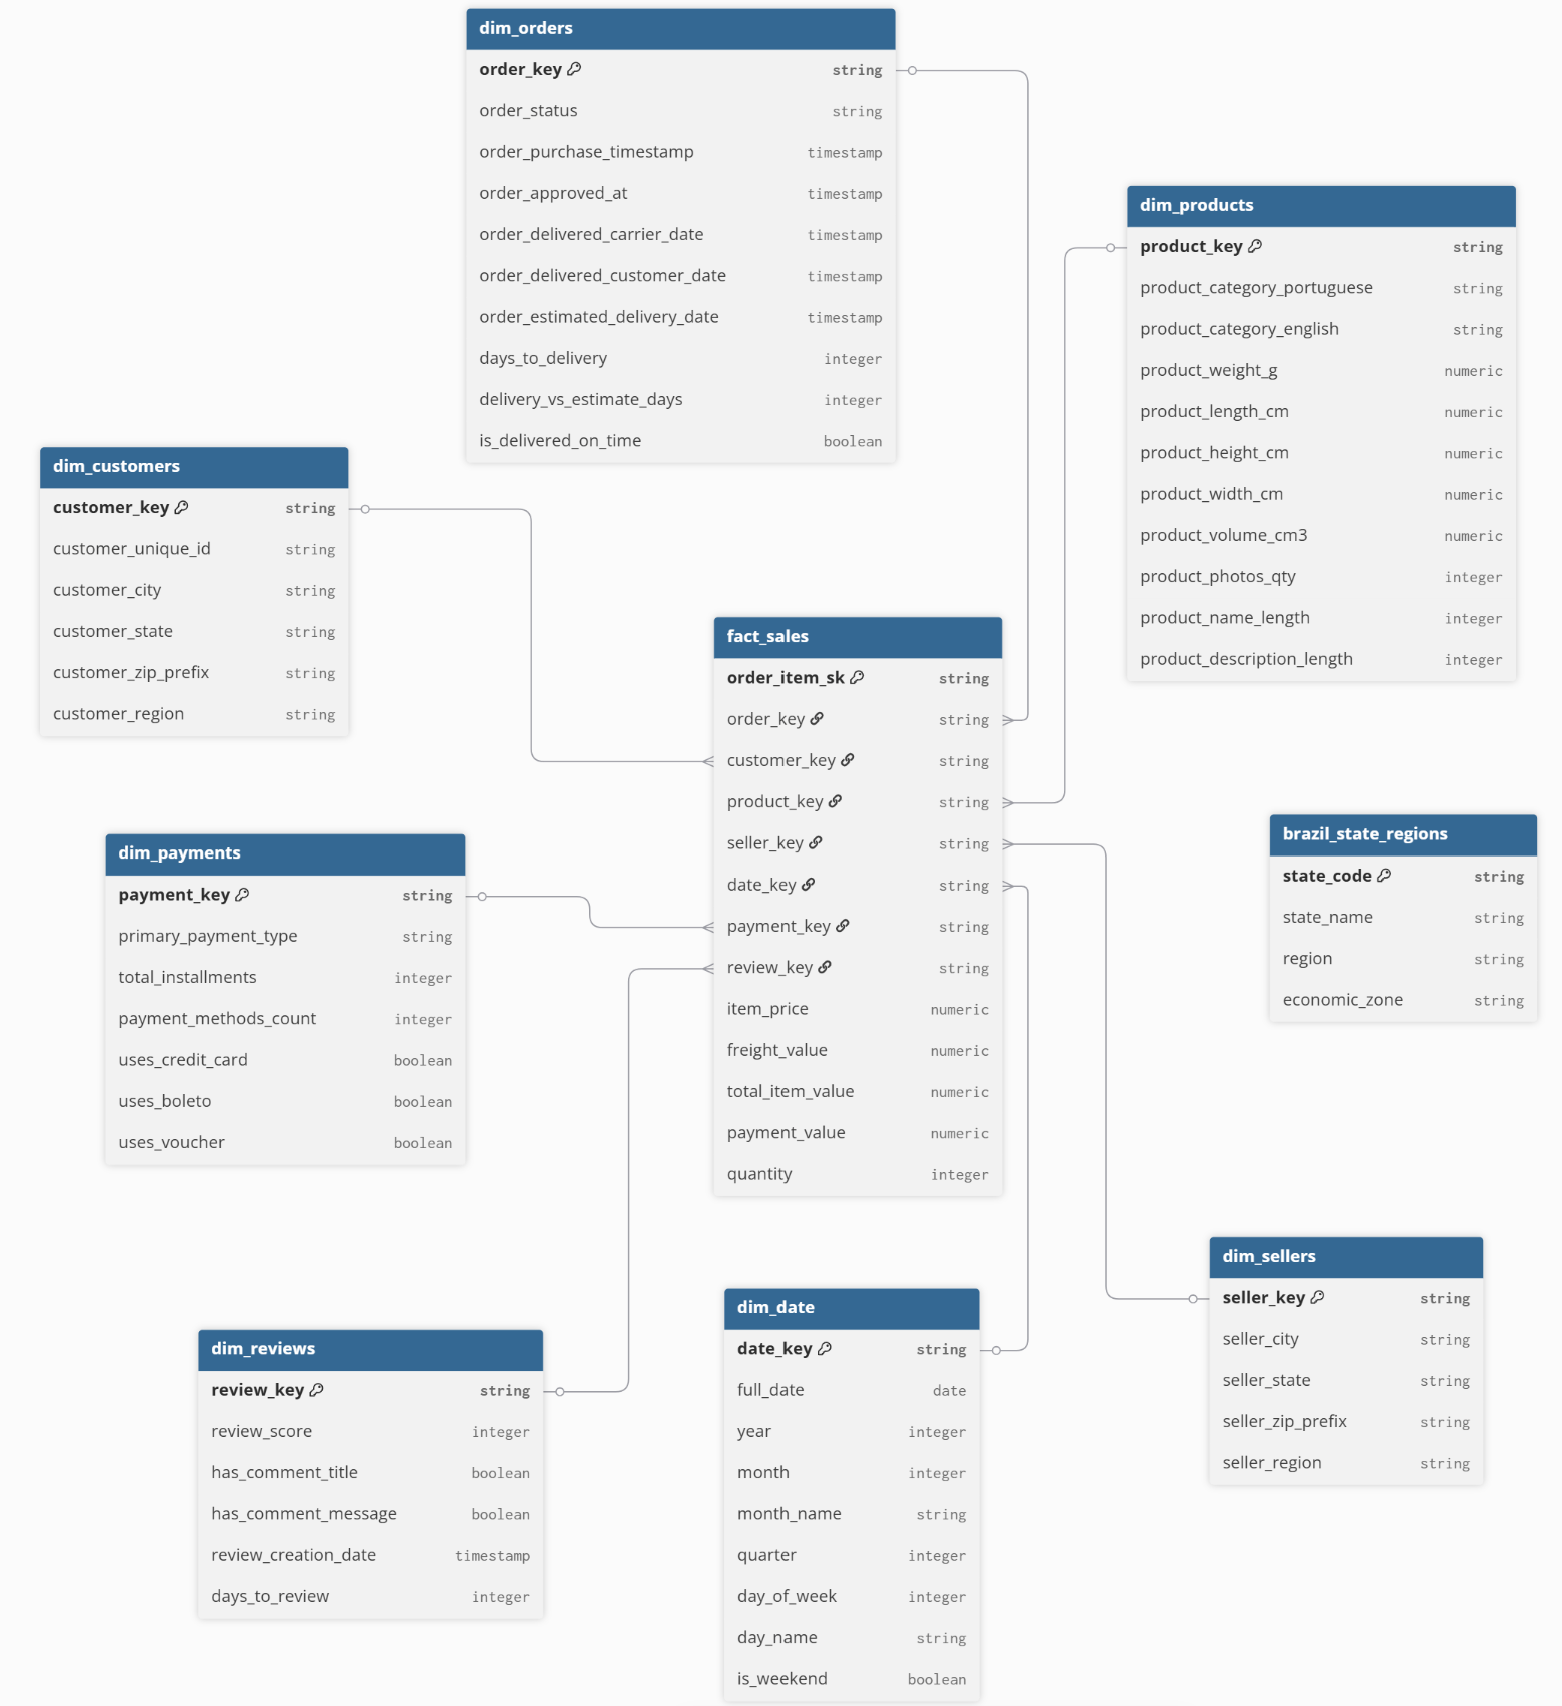 dim_orders
order_key string
order_status string
order_purchase_timestamp timestamp
order_approved_at timestamp
order_delivered_carrier_date timestamp
order_delivered_customer_date timestamp
order_estimated_delivery_date timestamp
days_to_delivery integer
delivery_vs_estimate_days integer
is_delivered_on_time boolean
dim_products
product_key string
product_category_portuguese string
product_category_english string
product_weight_g numeric
product_length_cm numeric
product_height_cm numeric
product_width_cm numeric
product_volume_cm3 numeric
product_photos_qty integer
product_name_length integer
product_description_length integer
dim_customers
customer_key string
customer_unique_id string
customer_city string
customer_state string
customer_zip_prefix string
customer_region string
fact_sales
order_item_sk string
order_key string
customer_key string
product_key string
seller_key string
date_key string
payment_key string
review_key string
item_price numeric
freight_value numeric
total_item_value numeric
payment_value numeric
quantity integer
dim_payments
payment_key string
primary_payment_type string
total_installments integer
payment_methods_count integer
uses_credit_card boolean
uses_boleto boolean
uses_voucher boolean
brazil_state_regions
state_code string
state_name string
region string
economic_zone string
dim_sellers
seller_key string
seller_city string
seller_state string
seller_zip_prefix string
seller_region string
dim_date
date_key string
full_date date
year integer
month integer
month_name string
quarter integer
day_of_week integer
day_name string
is_weekend boolean
dim_reviews
review_key string
review_score integer
has_comment_title boolean
has_comment_message boolean
review_creation_date timestamp
days_to_review integer